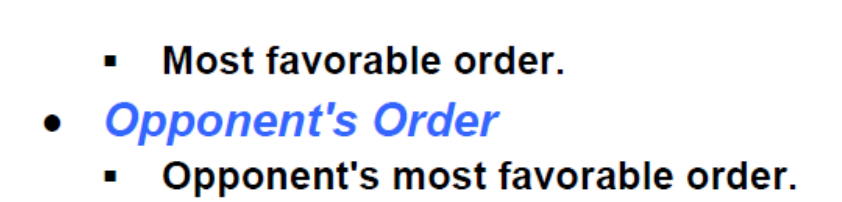 ▪ Most favorable order.
• Opponent's Order
▪ Opponent's most favorable order.